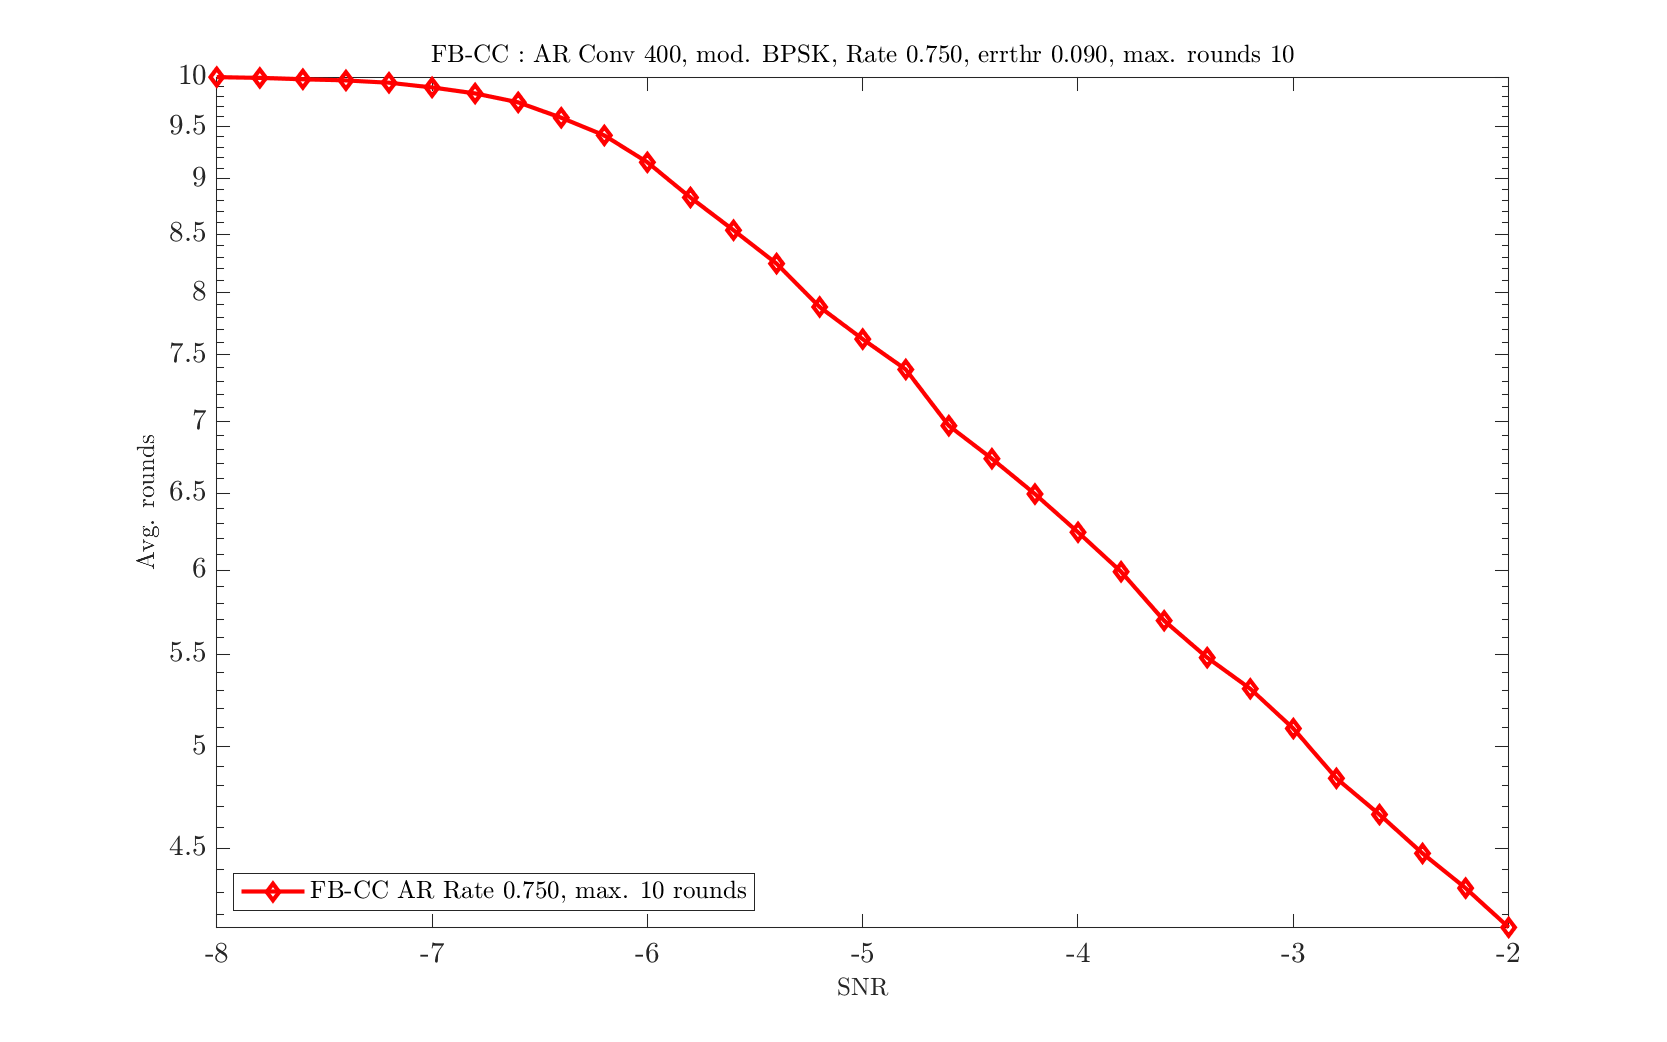 FB-CC : AR Conv 400, mod. BPSK, Rate 0.750, errthr 0.090, max. rounds 10
10
9.5
9
8.5
8
7.5
7
6.5
6
5.5
5
4.5
Avg. rounds
FB-CC AR Rate 0.750, max. 10 rounds
-8 -7 -6 -5 -4 -3 -2
SNR